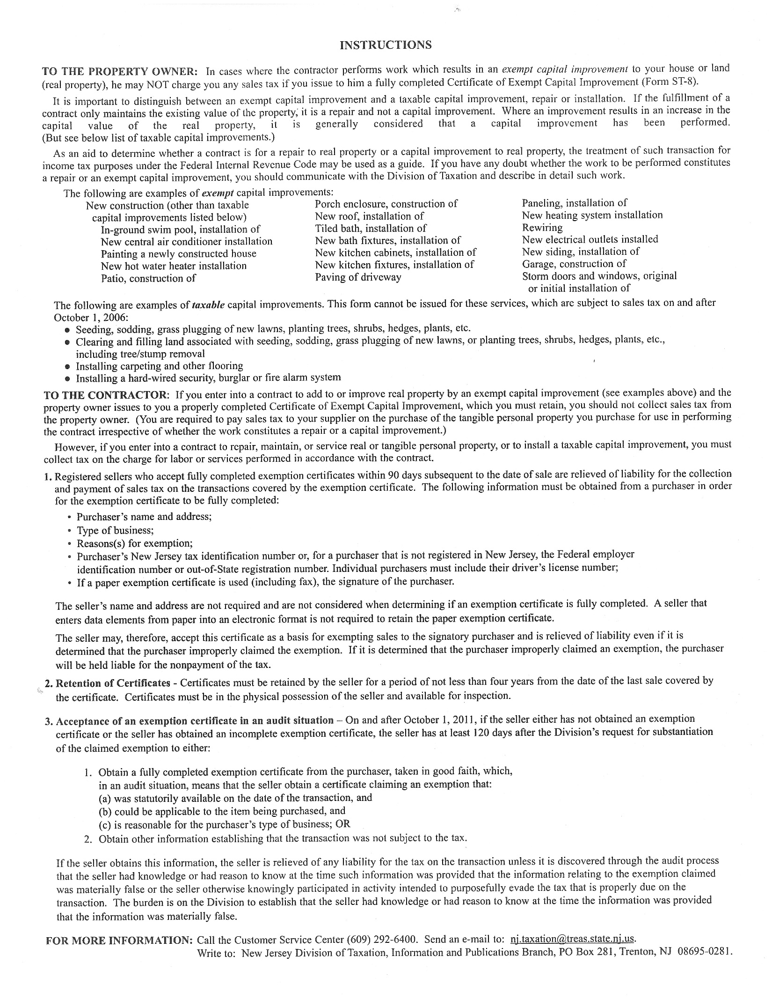 INSTRUCTIONS
TO THE PROPERTY OWNER: In cases where the contractor performs work which results in an exempt capital improvement to your house or land
(real property), he may NOT charge you any sales tax if you issue to him a fully completed Certificate of Exempt Capital Improvement (Form ST-8).
It is important to distinguish between an exempt capital improvement and a taxable capital improvement, repair or installation. If the fulfillment of a
contract only maintains the existing value of the property, it is a repair and not a capital improvement. Where an improvement results in an increase in the
capital value of the real property, it is generally considered that a capital improvement has been performed.
(But see below list of taxable capital improvements.)
As an aid to determine whether a contract is for a repair to real property or a capital improvement to real property, the treatment of such transaction for
income tax purposes under the Federal Internal Revenue Code may be used as a guide. If you have any doubt whether the work to be performed constitutes
a repair or an exempt capital improvement, you should communicate with the Division of Taxation and describe in detail such work.
The following are examples of exempt capital improvements:
New construction (other than taxable
capital improvements listed below)
In-ground swim pool, installation of
New central air conditioner installation
Painting a newly constructed house
New hot water heater installation
Patio, construction of
Porch enclosure, construction of
New roof, installation of
Tiled bath, installation of
New bath fixtures, installation of
New kitchen cabinets, installation of
New kitchen fixtures, installation of
Paving of driveway
Paneling, installation of
New heating system installation
Rewiring
New electrical outlets installed
New siding, installation of
Garage, construction of
Storm doors and windows, original
or initial installation of
The following are examples of taxable capital improvements. This form cannot be issued for these services, which are subject to sales tax on and after
October 1, 2006:
● Seeding, sodding, grass plugging of new lawns, planting trees, shrubs, hedges, plants, etc.
● Clearing and filling land associated with seeding, sodding, grass plugging of new lawns, or planting trees, shrubs, hedges, plants, etc.,
including tree/stump removal
● Installing carpeting and other flooring
● Installing a hard-wired security, burglar or fire alarm system
TO THE CONTRACTOR: If you enter into a contract to add to or improve real property by an exempt capital improvement (see examples above) and the
property owner issues to you a properly completed Certificate of Exempt Capital Improvement, which you must retain, you should not collect sales tax from
the property owner. (You are required to pay sales tax to your supplier on the purchase of the tangible personal property you purchase for use in performing
the contract irrespective of whether the work constitutes a repair or a capital improvement.)
However, if you enter into a contract to repair, maintain, or service real or tangible personal property, or to install a taxable capital improvement, you must
collect tax on the charge for labor or services performed in accordance with the contract.
1. Registered sellers who accept fully completed exemption certificates within 90 days subsequent to the date of sale are relieved of liability for the collection
and payment of sales tax on the transactions covered by the exemption certificate. The following information must be obtained from a purchaser in order
for the exemption certificate to be fully completed:
• Purchaser's name and address;
• Type of business;
• Reasons(s) for exemption;
• Purchaser's New Jersey tax identification number or, for a purchaser that is not registered in New Jersey, the Federal employer
identification number or out-of-State registration number. Individual purchasers must include their driver's license number;
• If a paper exemption certificate is used (including fax), the signature of the purchaser.
The seller's name and address are not required and are not considered when determining if an exemption certificate is fully completed. A seller that
enters data elements from paper into an electronic format is not required to retain the paper exemption certificate.
The seller may, therefore, accept this certificate as a basis for exempting sales to the signatory purchaser and is relieved of liability even if it is
determined that the purchaser improperly claimed the exemption. If it is determined that the purchaser improperly claimed an exemption, the purchaser
will be held liable for the nonpayment of the tax.
2. Retention of Certificates - Certificates must be retained by the seller for a period of not less than four years from the date of the last sale covered by
the certificate. Certificates must be in the physical possession of the seller and available for inspection.
3. Acceptance of an exemption certificate in an audit situation – On and after October 1, 2011, if the seller either has not obtained an exemption
certificate or the seller has obtained an incomplete exemption certificate, the seller has at least 120 days after the Division's request for substantiation
of the claimed exemption to either:
1. Obtain a fully completed exemption certificate from the purchaser, taken in good faith, which,
in an audit situation, means that the seller obtain a certificate claiming an exemption that:
(a) was statutorily available on the date of the transaction, and
(b) could be applicable to the item being purchased, and
(c) is reasonable for the purchaser's type of business; OR
2. Obtain other information establishing that the transaction was not subject to the tax.
If the seller obtains this information, the seller is relieved of any liability for the tax on the transaction unless it is discovered through the audit process
that the seller had knowledge or had reason to know at the time such information was provided that the information relating to the exemption claimed
was materially false or the seller otherwise knowingly participated in activity intended to purposefully evade the tax that is properly due on the
transaction. The burden is on the Division to establish that the seller had knowledge or had reason to know at the time the information was provided
that the information was materially false.
FOR MORE INFORMATION: Call the Customer Service Center (609) 292-6400. Send an e-mail to: nj.taxation@treas.state.nj.us.
Write to: New Jersey Division of Taxation, Information and Publications Branch, PO Box 281, Trenton, NJ 08695-0281.